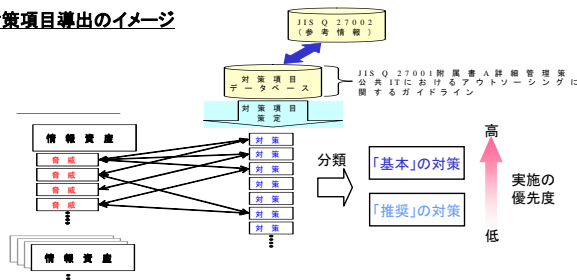 策項目導出のイメージ
JIS Q 27002
(参考情報)
対策項目
データベース
JIS Q 27001附属書A詳細管理策
公共ITにおけるアウトソーシングに
関するガイドライン
対策項目
策定
情報資産
脅威
脅威
脅威
脅威
対策
対策
対策
対策
対策
対策
対策
分類
「基本」の対策
「推奨」の対策
高
実施の
優先度
低
情報資産